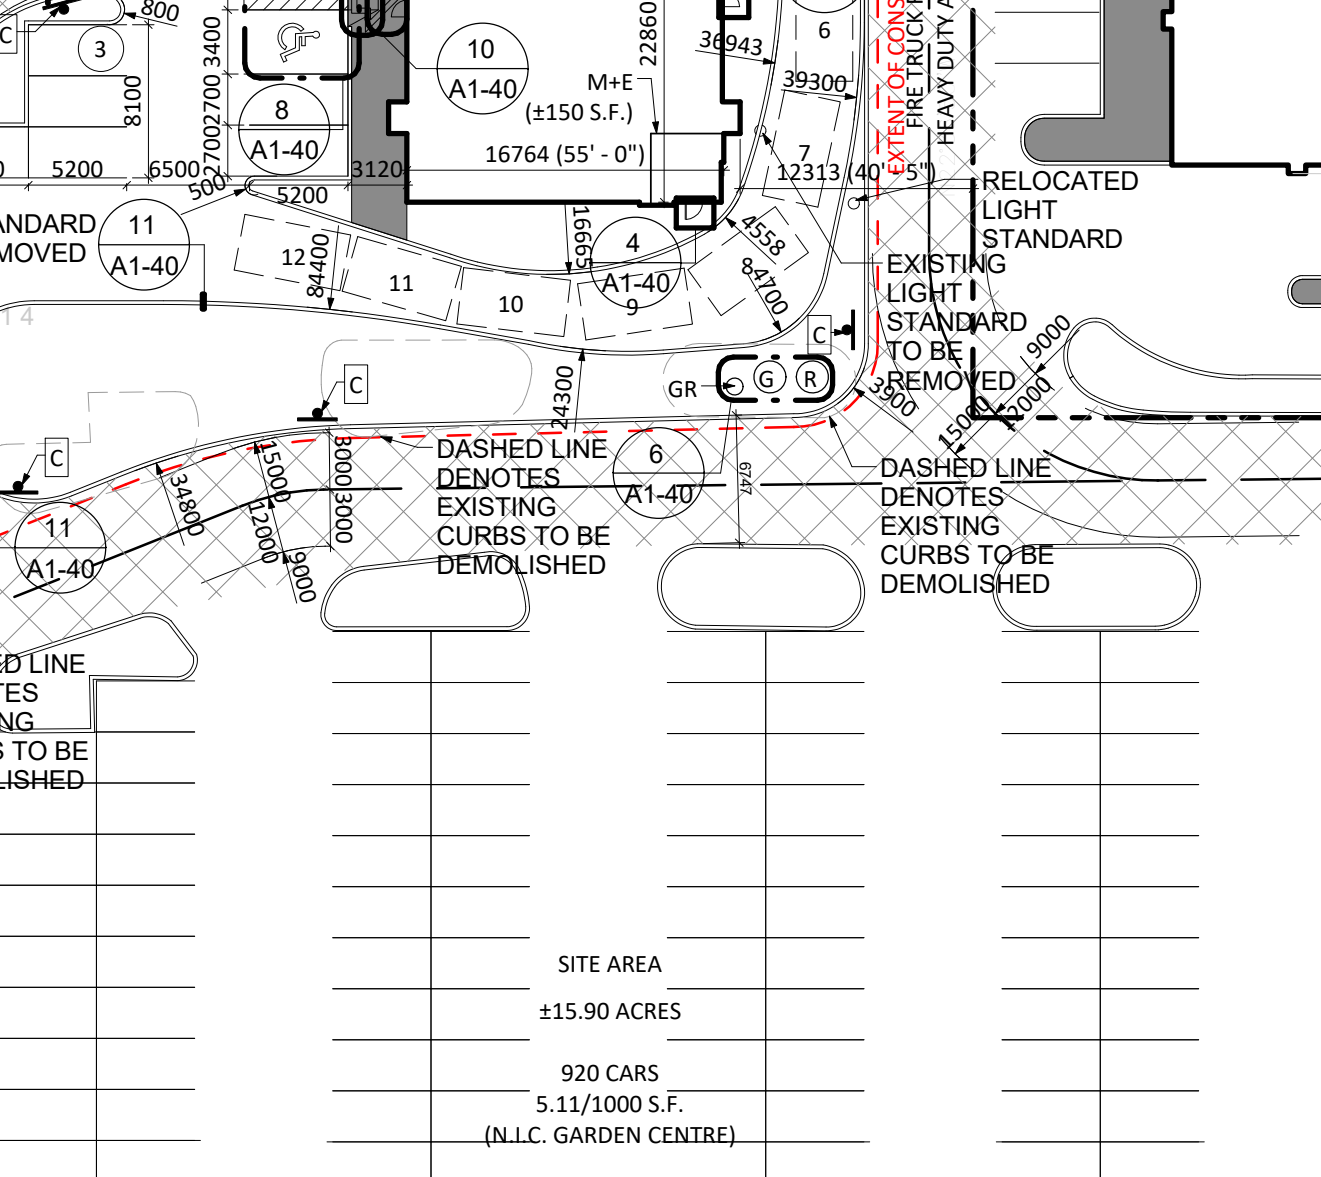 800
C
3
8100
3400
2700
2700
8
A1-40
10
A1-40
22860
M+E
(±150 S.F.)
16764 (55' - 0")
36943
6
39300
7
12313 (40' - 5")
EXTENT OF CONS
FIRE TRUCK
HEAVY DUTY A
5200
6500
500
5200
3120
RELOCATED
LIGHT
STANDARD
ANDARD
MOVED
11
A1-40
12
84400
11
10
9
16665
4
A1-40
4558
84700
EXISTING
LIGHT
STANDARD
TO BE
REMOVED
C
14
C
GR
G
R
3900
9000
12000
15000
24300
C
34800
15000
12000
9000
3000
3000
DASHED LINE
DENOTES
EXISTING
CURBS TO BE
DEMOLISHED
6
A1-40
6747
DASHED LINE
DENOTES
EXISTING
CURBS TO BE
DEMOLISHED
11
A1-40
ED LINE
TES
NG
S TO BE
LISHED
SITE AREA
±15.90 ACRES
920 CARS
5.11/1000 S.F.
(N.I.C. GARDEN CENTRE)